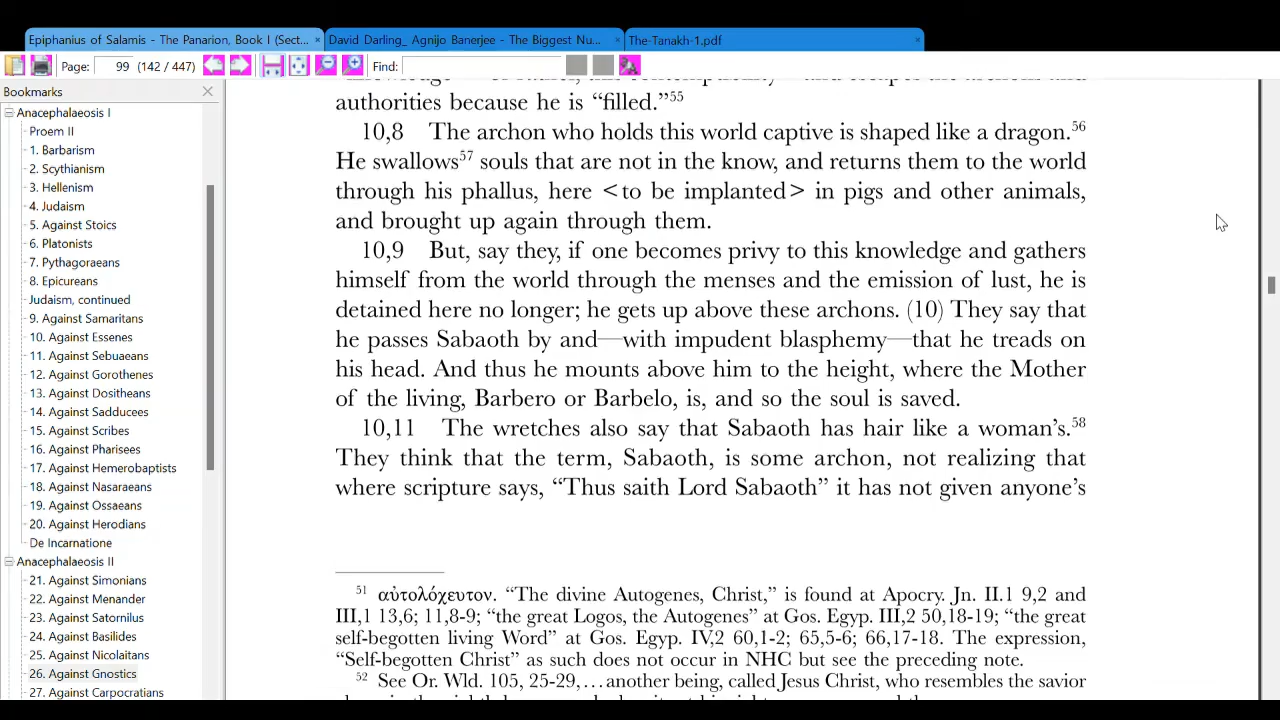 Epiphanius of Salamis - The Panarion, Book I (Sect...
David Darling_ Agnijo Banerjee - The Biggest Nu...
The-Tanakh-1.pdf
Page: 99 (142 / 447)
Find:
Bookmarks
Anacephalaeosis I
Proem II
1. Barbarism
2. Scythianism
3. Hellenism
4. Judaism
5. Against Stoics
6. Platonists
7. Pythagoraeans
8. Epicureans
Judaism, continued
9. Against Samaritans
10. Against Essenes
11. Against Sebuaeans
12. Against Gorothenes
13. Against Dositheans
14. Against Sadducees
15. Against Scribes
16. Against Pharisees
17. Against Hemerobaptists
18. Against Nasaraeans
19. Against Ossaeans
20. Against Herodians
De Incarnatione
Anacephalaeosis II
21. Against Simonians
22. Against Menander
23. Against Satornilus
24. Against Basilides
25. Against Nicolaitans
26. Against Gnostics
27. Against Carpocratians
authorities because he is “filled.”55
10,8 The archon who holds this world captive is shaped like a dragon.56
He swallows57 souls that are not in the know, and returns them to the world
through his phallus, here <to be implanted> in pigs and other animals,
and brought up again through them.
10,9 But, say they, if one becomes privy to this knowledge and gathers
himself from the world through the menses and the emission of lust, he is
detained here no longer; he gets up above these archons. (10) They say that
he passes Sabaoth by and—with impudent blasphemy—that he treads on
his head. And thus he mounts above him to the height, where the Mother
of the living, Barbero or Barbelo, is, and so the soul is saved.
10,11 The wretches also say that Sabaoth has hair like a woman’s.58
They think that the term, Sabaoth, is some archon, not realizing that
where scripture says, “Thus saith Lord Sabaoth” it has not given anyone’s
51 αὐτολόχευτον. “The divine Autogenes, Christ,” is found at Apocry. Jn. II.1 9,2 and
III,1 13,6; 11,8-9; “the great Logos, the Autogenes” at Gos. Egyp. III,2 50,18-19; “the great
self-begotten living Word” at Gos. Egyp. IV,2 60,1-2; 65,5-6; 66,17-18. The expression,
“Self-begotten Christ” as such does not occur in NHC but see the preceding note.
52 See Or. Wld. 105, 25-29,… another being, called Jesus Christ, who resembles the savior